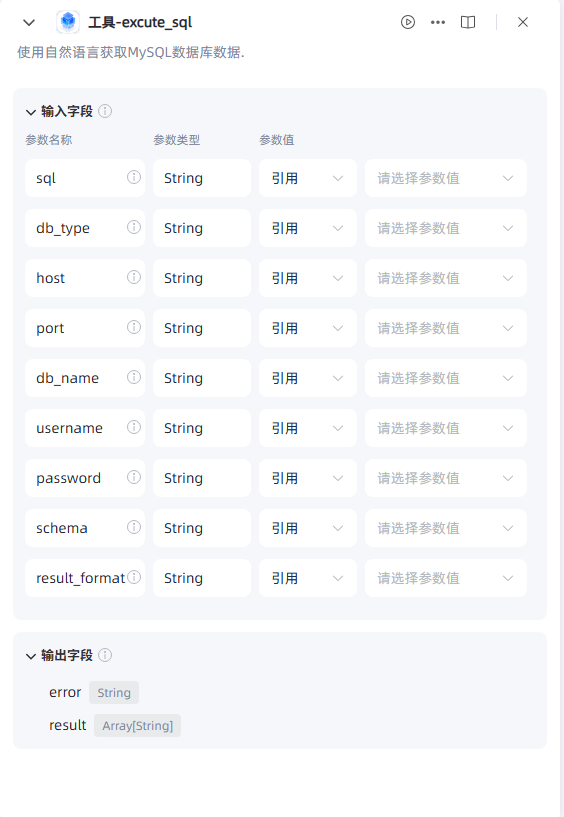 工具-excute_sql
使用自然语言获取MySQL数据库数据.
输入字段
参数名称 参数类型 参数值
sql String 引用 请选择参数值
db_type String 引用 请选择参数值
host String 引用 请选择参数值
port String 引用 请选择参数值
db_name String 引用 请选择参数值
username String 引用 请选择参数值
password String 引用 请选择参数值
schema String 引用 请选择参数值
result_format String 引用 请选择参数值
输出字段
error String
result Array[String]